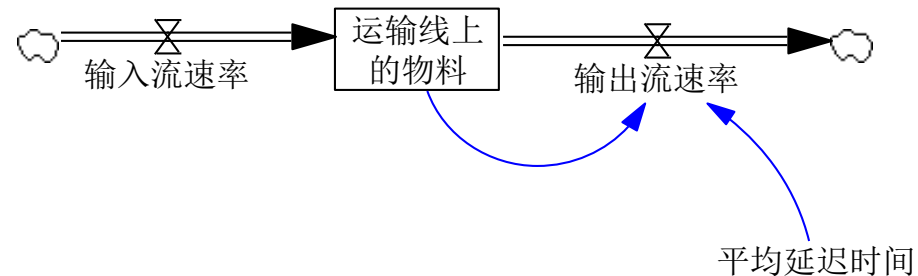 运输线上
的物料
输入流速率
输出流速率
平均延迟时间